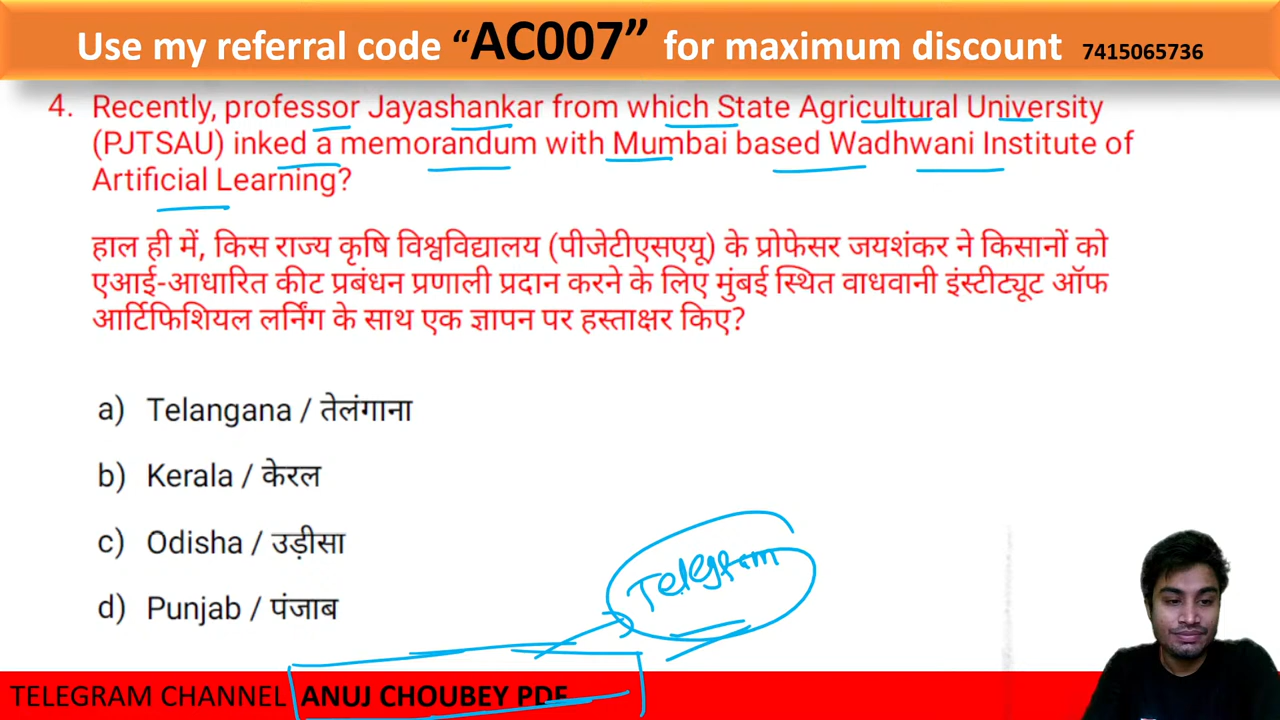 Use my referral code “AC007” for maximum discount 7415065736
4. Recently, professor Jayashankar from which State Agricultural University
(PJTSAU) inked a memorandum with Mumbai based Wadhwani Institute of
Artificial Learning?
हाल ही में, किस राज्य कृषि विश्वविद्यालय (पीजेटीएसएयू) के प्रोफेसर जयशंकर ने किसानों को
एआई-आधारित कीट प्रबंधन प्रणाली प्रदान करने के लिए मुंबई स्थित वाधवानी इंस्टीट्यूट ऑफ
आर्टिफिशियल लर्निंग के साथ एक ज्ञापन पर हस्ताक्षर किए?
a) Telangana / तेलंगाना
b) Kerala / केरल
c) Odisha / उड़ीसा
d) Punjab / पंजाब
Telegram
TELEGRAM CHANNEL ANUJ CHOUBEY PDF